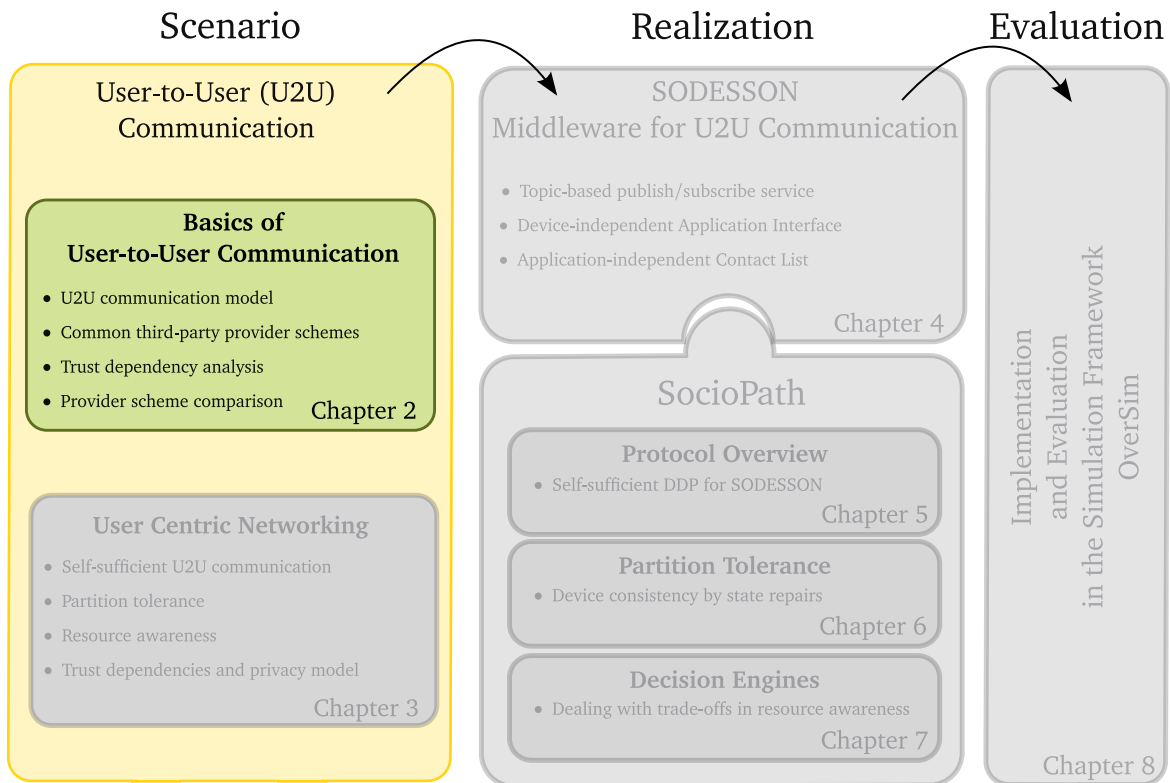 Scenario
User-to-User (U2U)
Communication
Basics of
User-to-User Communication
• U2U communication model
• Common third-party provider schemes
• Trust dependency analysis
• Provider scheme comparison
Chapter 2
User Centric Networking
• Self-sufficient U2U communication
• Partition tolerance
• Resource awareness
• Trust dependencies and privacy model
Chapter 3
Realization
SODESSON
Middleware for U2U Communication
• Topic-based publish/subscribe service
• Device-independent Application Interface
• Application-independent Contact List
Chapter 4
SocioPath
Protocol Overview
• Self-sufficient DDP for SODESSON
Chapter 5
Partition Tolerance
• Device consistency by state repairs
Chapter 6
Decision Engines
• Dealing with trade-offs in resource awareness
Chapter 7
Evaluation
Implementation
and Evaluation
in the Simulation Framework
OverSim
Chapter 8